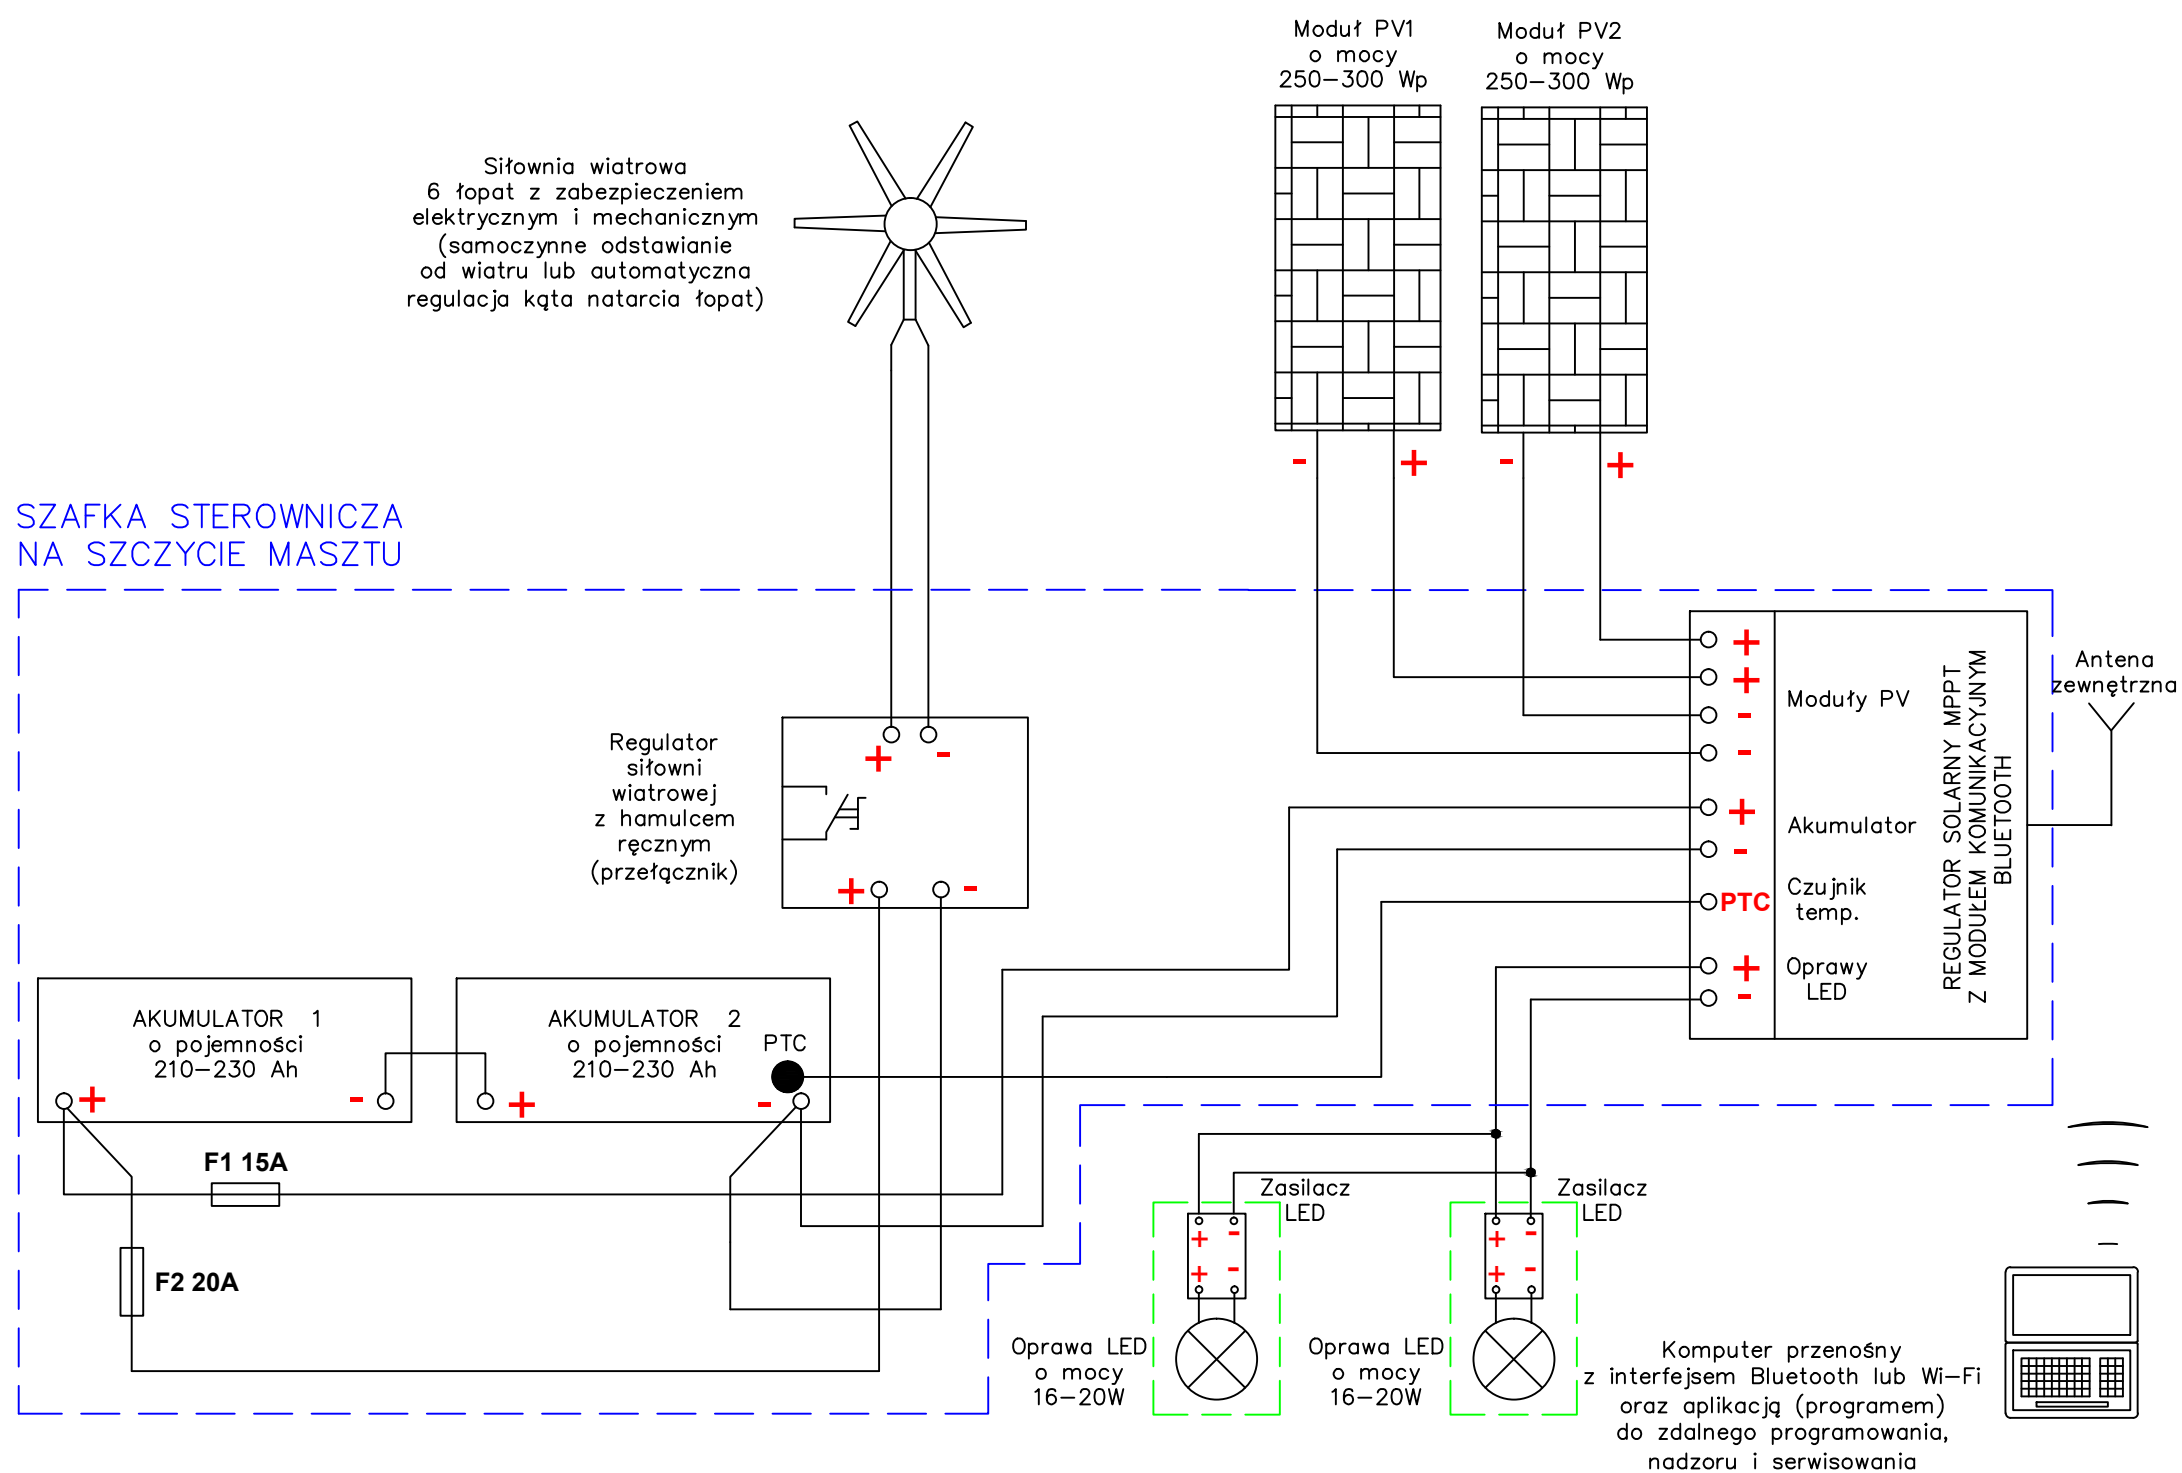 Moduł PV1
o mocy
250–300 Wp
Moduł PV2
o mocy
250–300 Wp
Siłownia wiatrowa
6 łopat z zabezpieczeniem
elektrycznym i mechanicznym
(samoczynne odstawianie
od wiatru lub automatyczna
regulacja kąta natarcia łopat)
- +
- +
SZAFKA STEROWNICZA
NA SZCZYCIE MASZTU
Regulator
siłowni
wiatrowej
z hamulcem
ręcznym
(przełącznik)
+ -
+ -
+
+
-
-
Moduły PV
+
-
Akumulator
PTC
Czujnik
temp.
+
-
Oprawy
LED
REGULATOR SOLARNY MPPT
Z MODUŁEM KOMUNIKACYJNYM
BLUETOOTH
Antena
zewnętrzna
AKUMULATOR 1
o pojemności
210–230 Ah
+ -
AKUMULATOR 2
o pojemności
210–230 Ah
PTC
+ -
F1 15A
F2 20A
Zasilacz
LED
+ -
+ -
Oprawa LED
o mocy
16–20W
Zasilacz
LED
+ -
+ -
Oprawa LED
o mocy
16–20W
Komputer przenośny
z interfejsem Bluetooth lub Wi–Fi
oraz aplikacją (programem)
do zdalnego programowania,
nadzoru i serwisowania